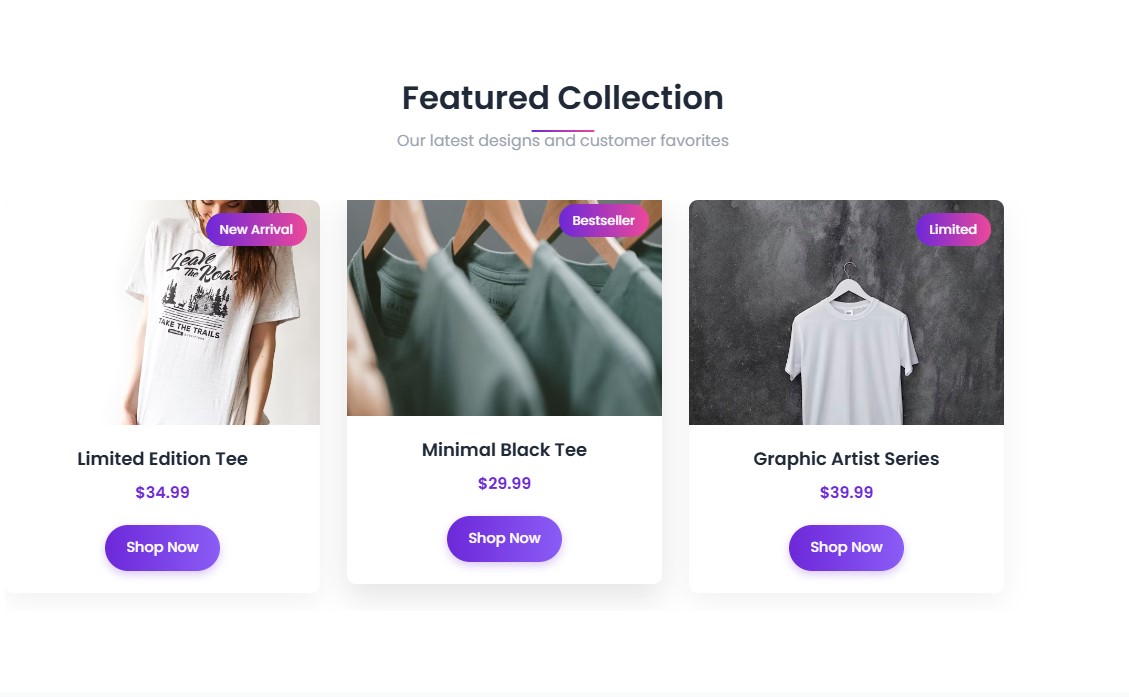 Featured Collection
Our latest designs and customer favorites
New Arrival
Leave
The Road
TAKE THE TRAILS
Limited Edition Tee
$34.99
Shop Now
Bestseller
Minimal Black Tee
$29.99
Shop Now
Limited
Graphic Artist Series
$39.99
Shop Now